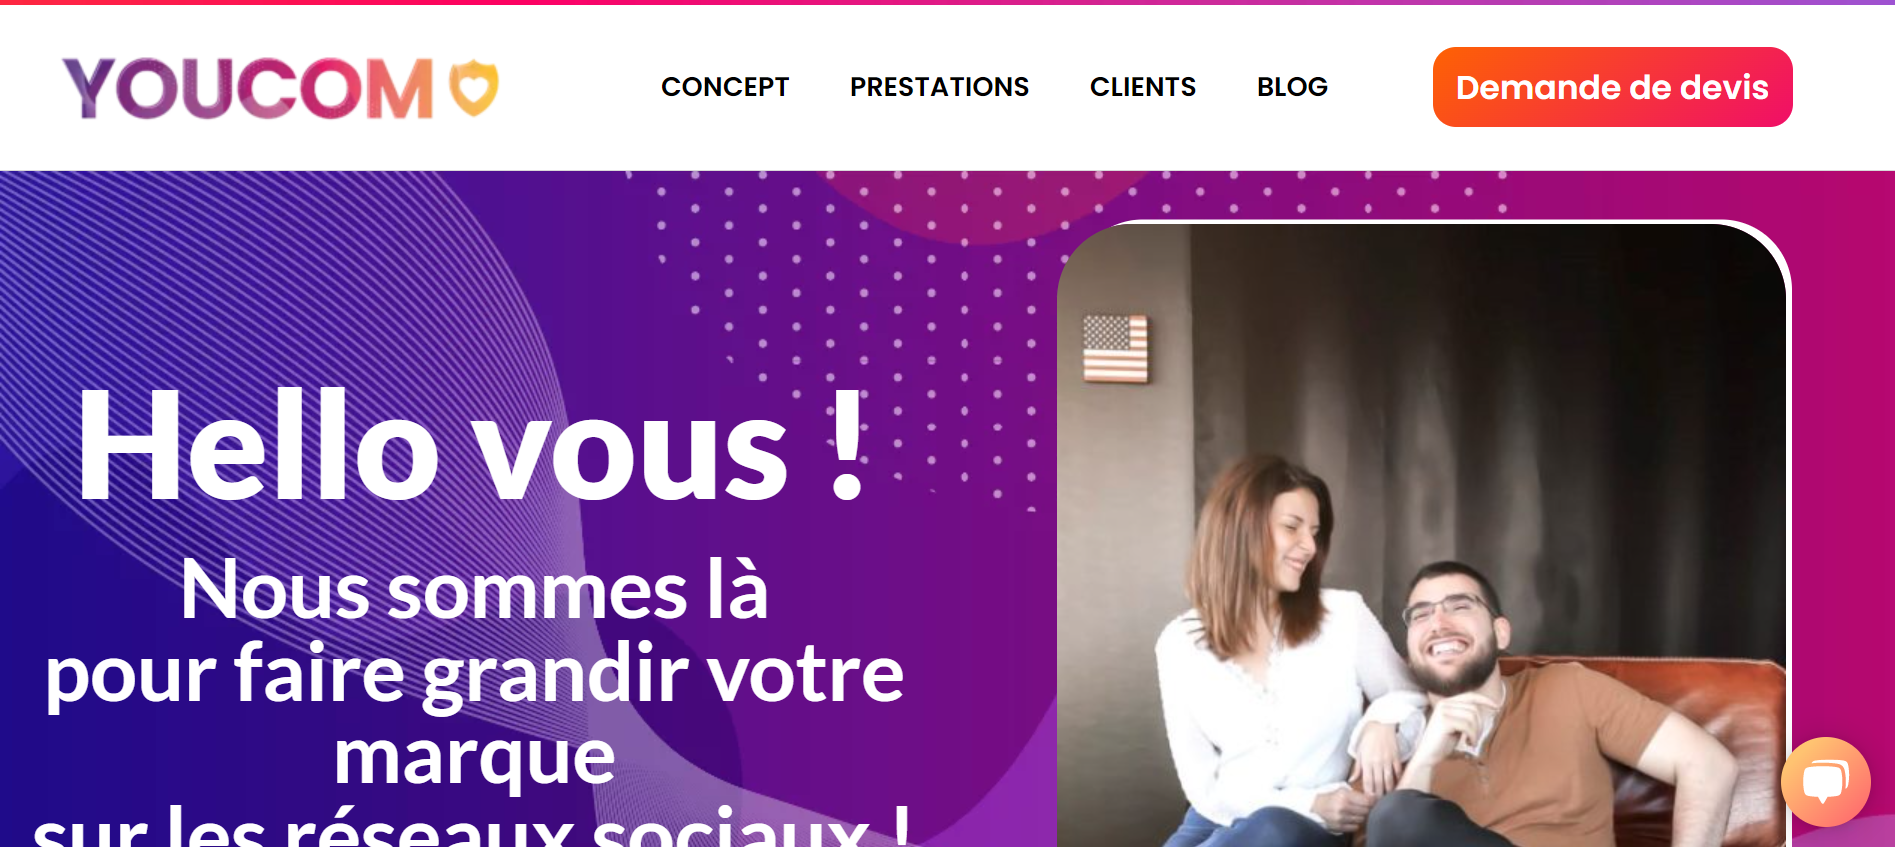 YOUCOM
CONCEPT PRESTATIONS CLIENTS BLOG
Demande de devis
Hello vous !
Nous sommes là
pour faire grandir votre
marque
sur les réseaux sociaux !